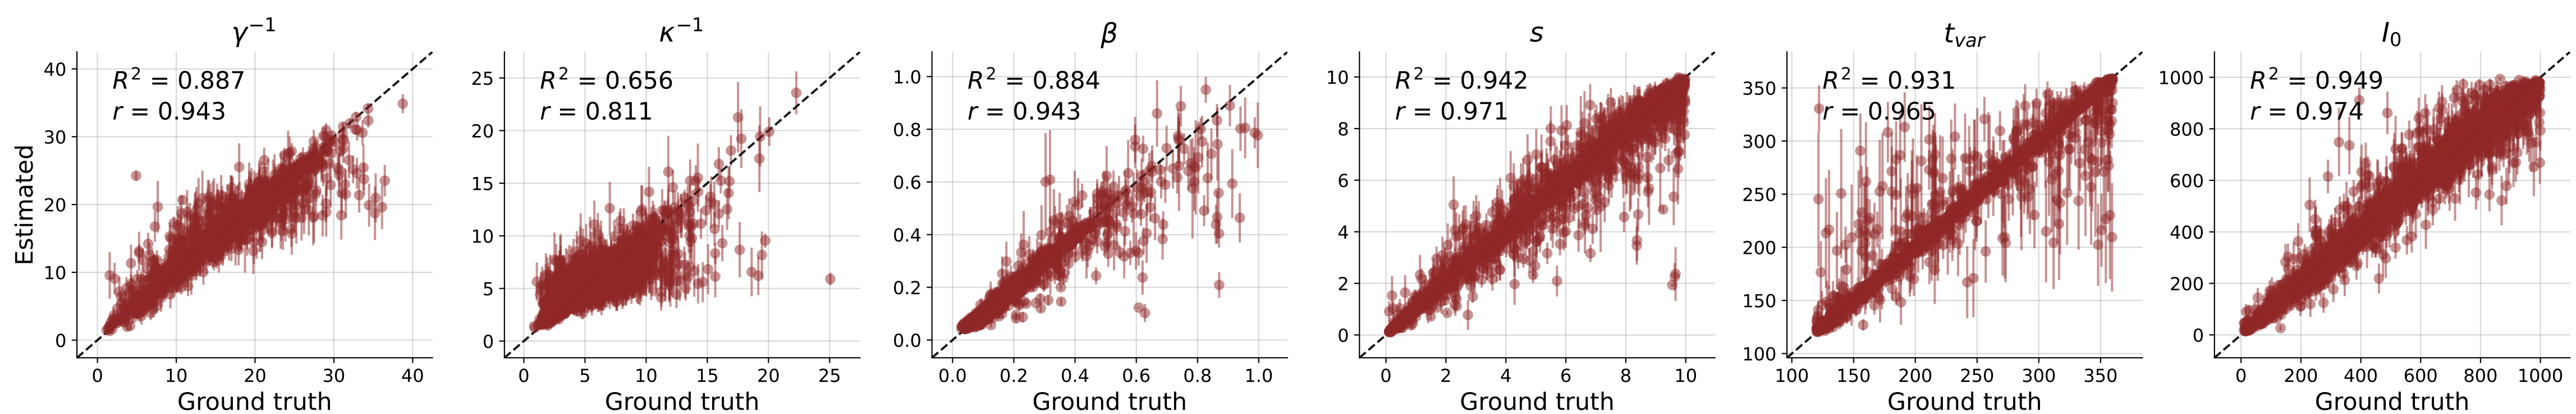 γ⁻¹
R² = 0.887
r = 0.943
Estimated
40
30
20
10
0
0 10 20 30 40
Ground truth
κ⁻¹
R² = 0.656
r = 0.811
25
20
15
10
5
0
0 5 10 15 20 25
Ground truth
β
R² = 0.884
r = 0.943
1.0
0.8
0.6
0.4
0.2
0.0
0.0 0.2 0.4 0.6 0.8 1.0
Ground truth
s
R² = 0.942
r = 0.971
10
8
6
4
2
0
0 2 4 6 8 10
Ground truth
t_var
R² = 0.931
r = 0.965
350
300
250
200
150
100
100 150 200 250 300 350
Ground truth
I₀
R² = 0.949
r = 0.974
1000
800
600
400
200
0
0 200 400 600 800 1000
Ground truth